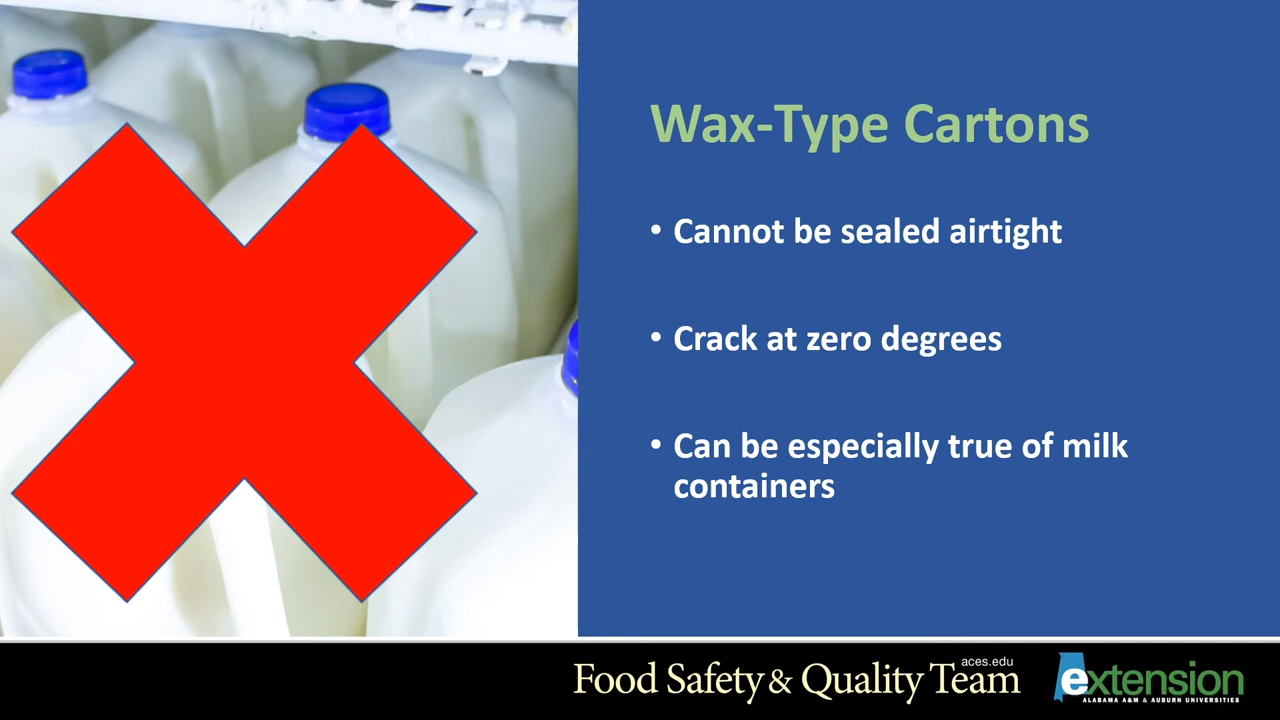 Wax-Type Cartons
• Cannot be sealed airtight
• Crack at zero degrees
• Can be especially true of milk
containers
aces.edu
Food Safety & Quality Team
extension
ALABAMA A&M & AUBURN UNIVERSITIES